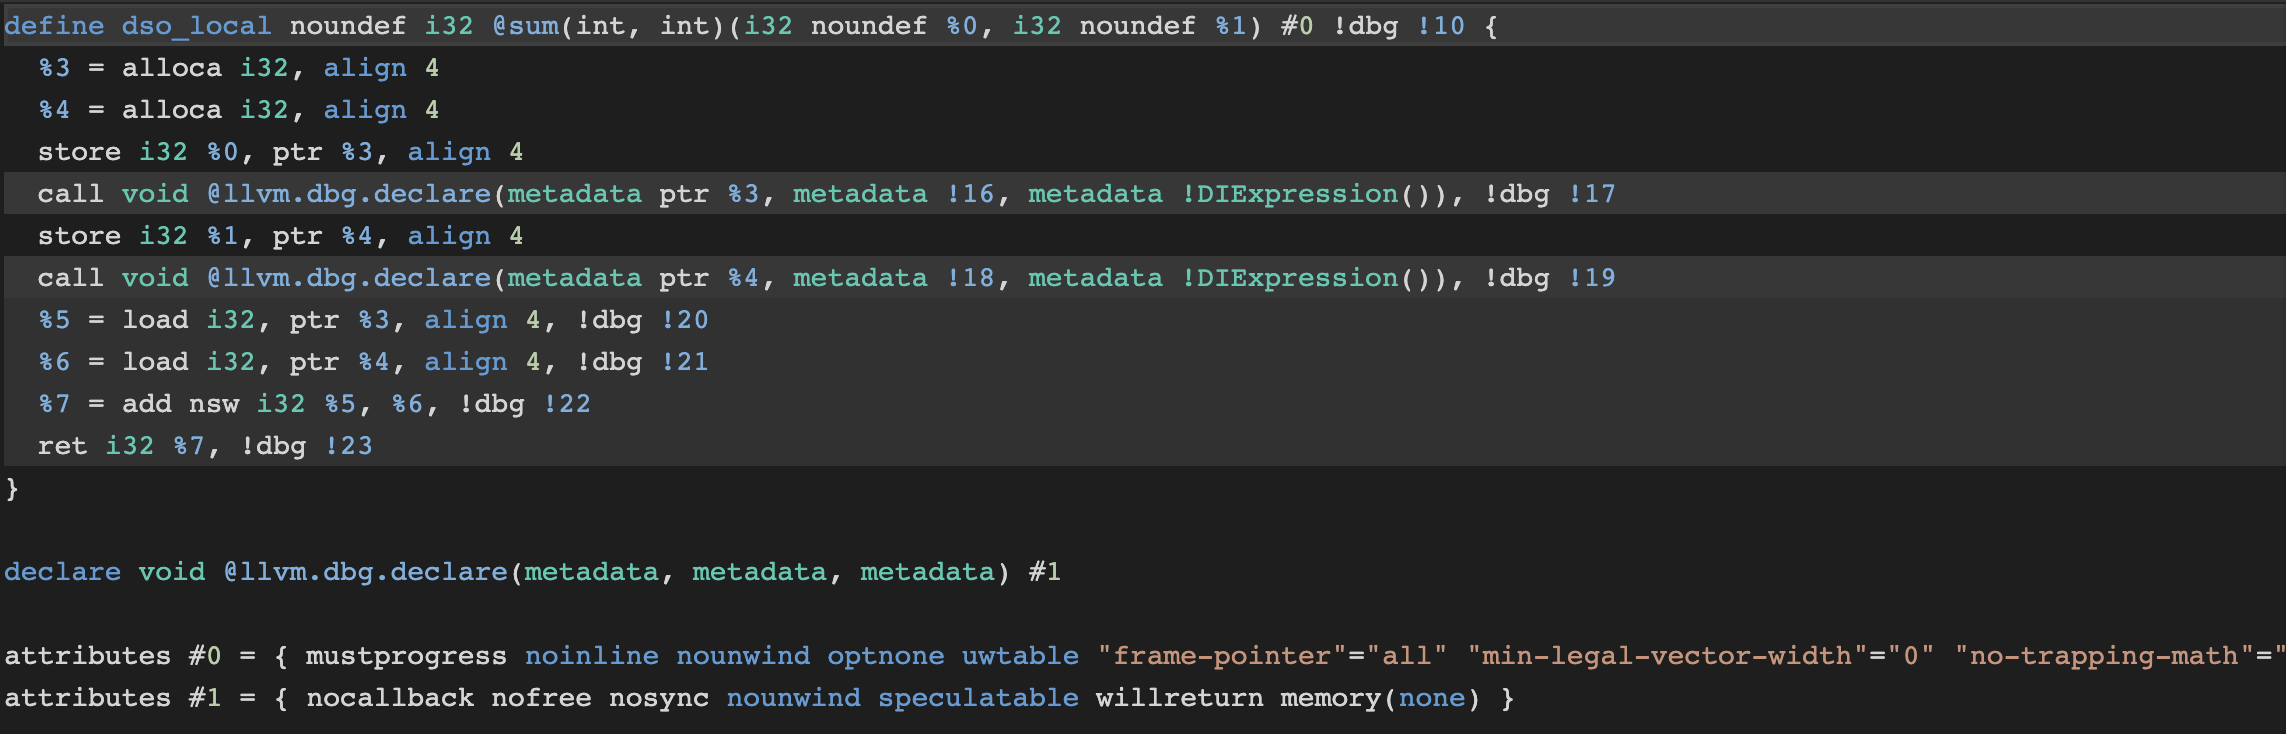 define dso_local noundef i32 @sum(int, int)(i32 noundef %0, i32 noundef %1) #0 !dbg !10 {
  %3 = alloca i32, align 4
  %4 = alloca i32, align 4
  store i32 %0, ptr %3, align 4
  call void @llvm.dbg.declare(metadata ptr %3, metadata !16, metadata !DIExpression()), !dbg !17
  store i32 %1, ptr %4, align 4
  call void @llvm.dbg.declare(metadata ptr %4, metadata !18, metadata !DIExpression()), !dbg !19
  %5 = load i32, ptr %3, align 4, !dbg !20
  %6 = load i32, ptr %4, align 4, !dbg !21
  %7 = add nsw i32 %5, %6, !dbg !22
  ret i32 %7, !dbg !23
}

declare void @llvm.dbg.declare(metadata, metadata, metadata) #1

attributes #0 = { mustprogress noinline nounwind optnone uwtable "frame-pointer"="all" "min-legal-vector-width"="0" "no-trapping-math"="
attributes #1 = { nocallback nofree nosync nounwind speculatable willreturn memory(none) }